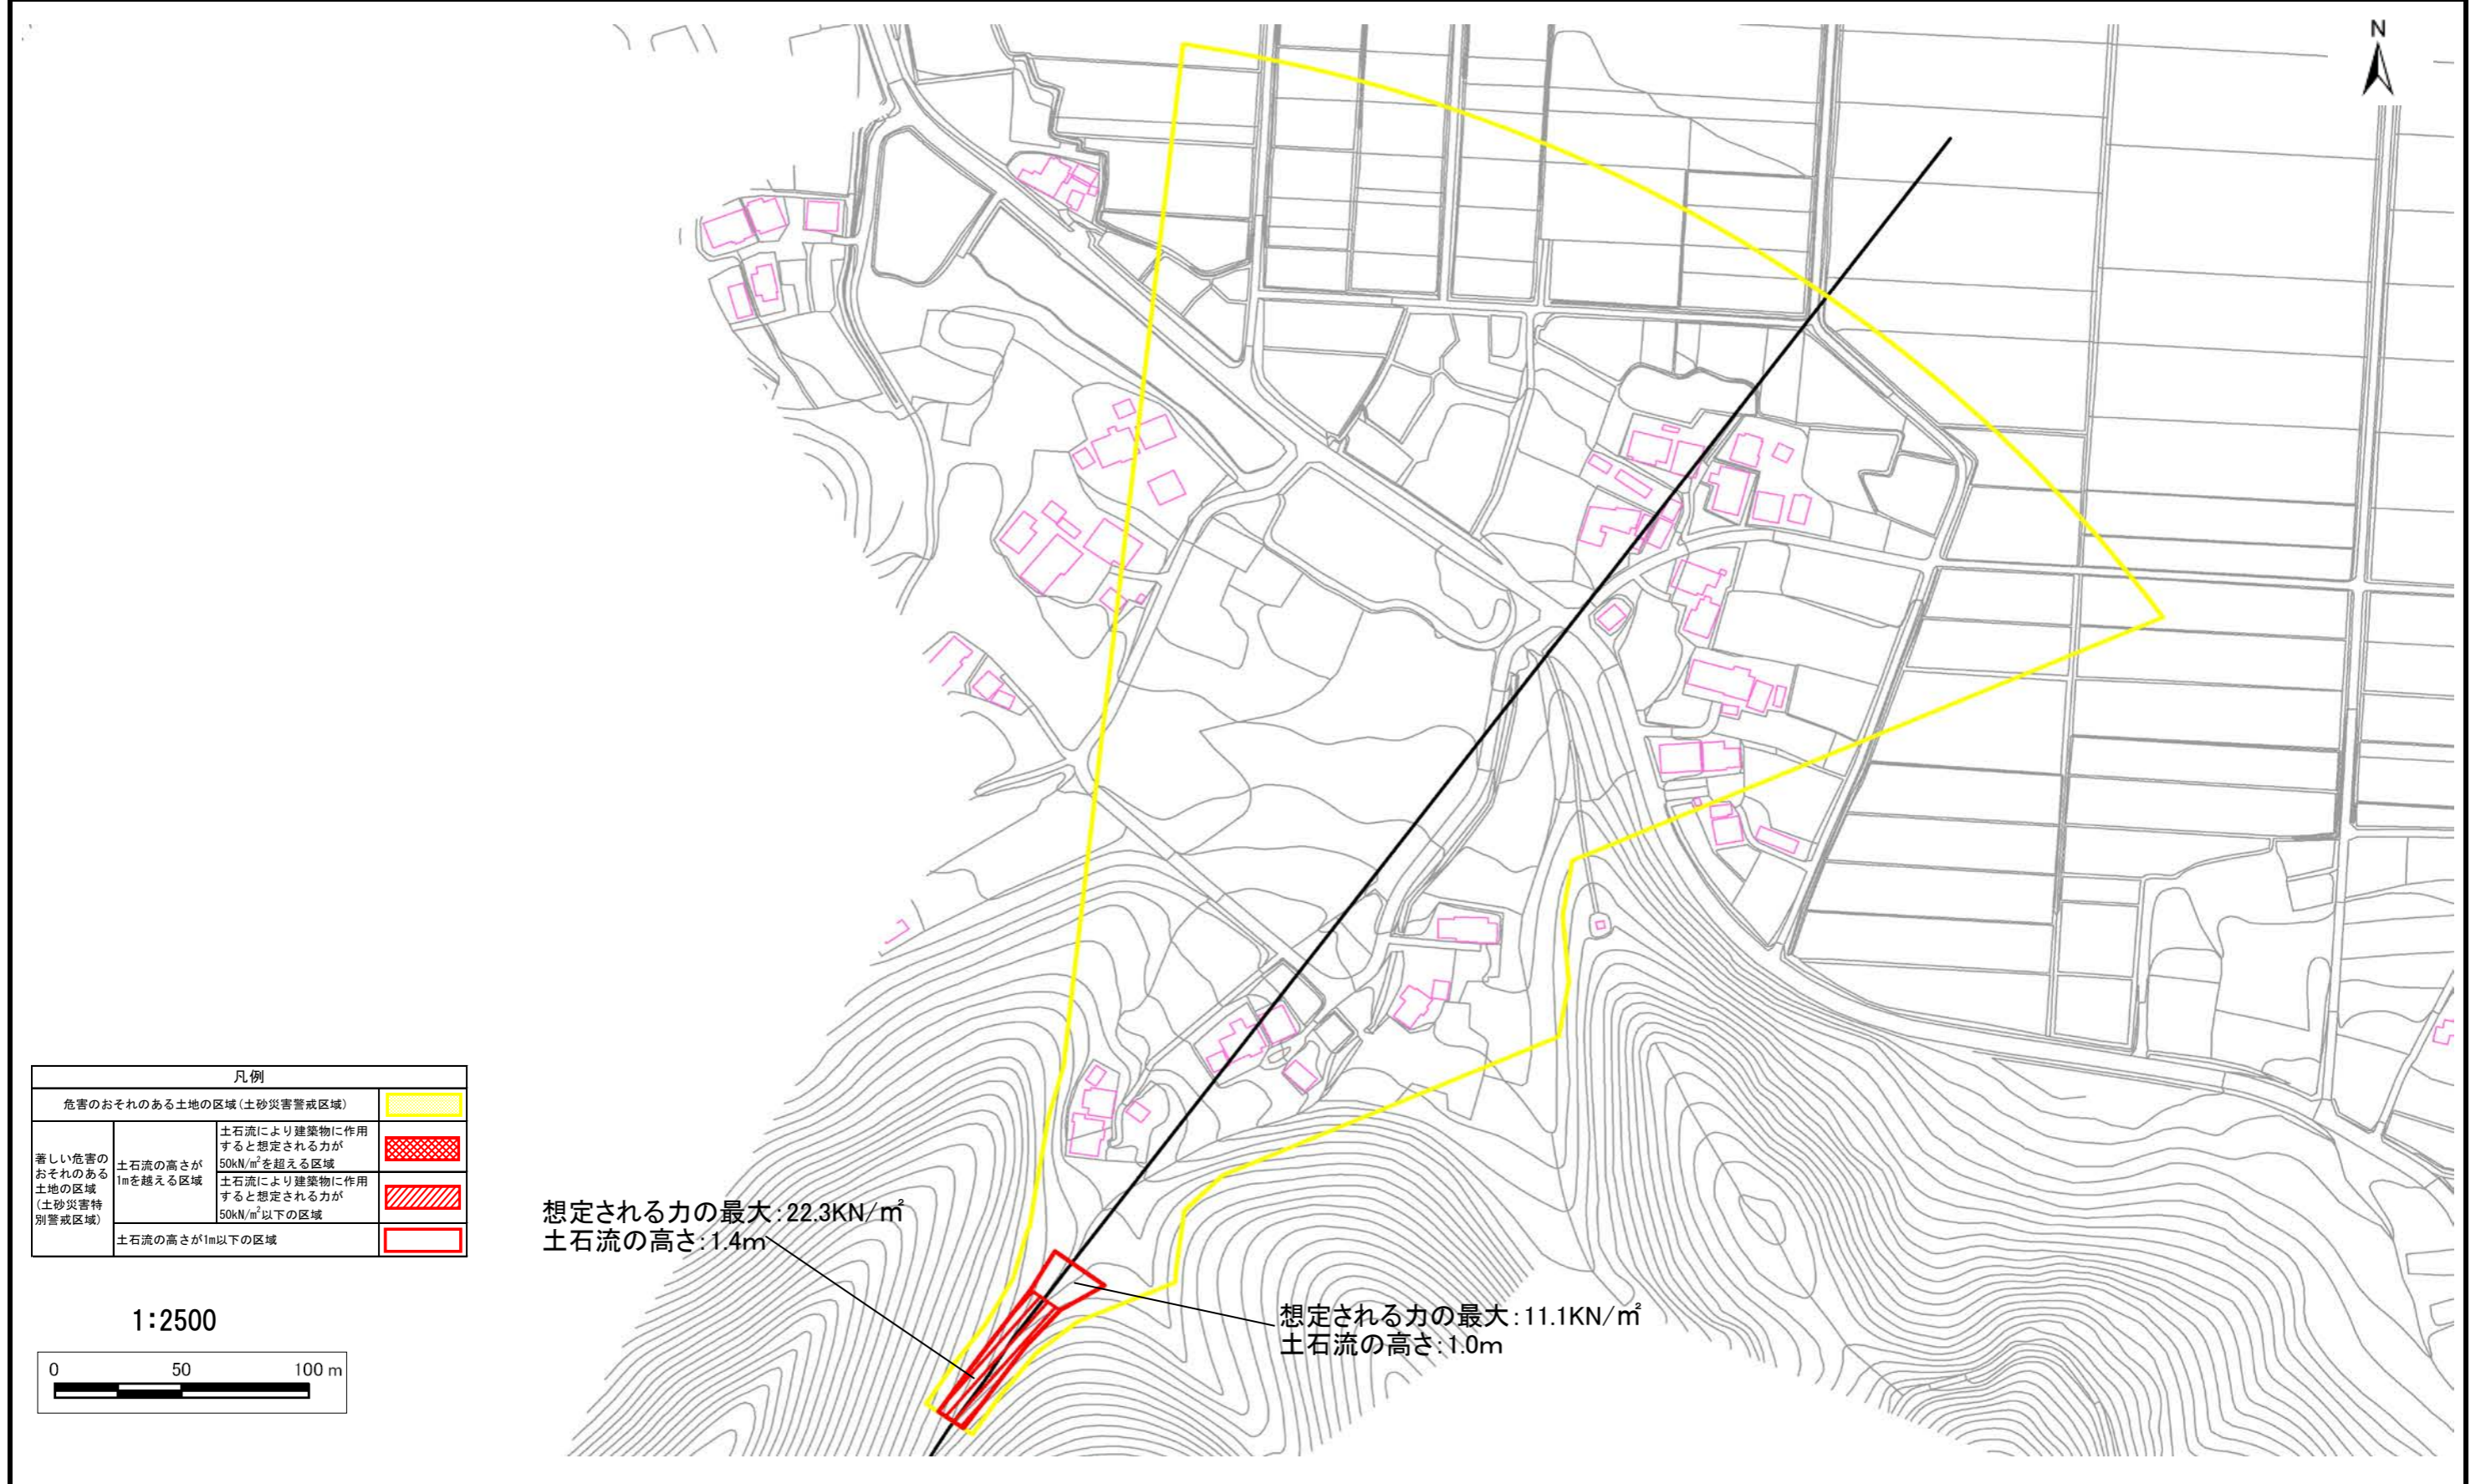 N
凡例
危害のおそれのある土地の区域(土砂災害警戒区域)
著しい危害の
おそれのある
土地の区域
(土砂災害特
別警戒区域)
土石流の高さが
1mを越える区域
土石流により建築物に作用
すると想定される力が
50kN/m²を超える区域
土石流により建築物に作用
すると想定される力が
50kN/m²以下の区域
土石流の高さが1m以下の区域
想定される力の最大:22.3KN/㎡
土石流の高さ:1.4m
想定される力の最大:11.1KN/㎡
土石流の高さ:1.0m
1:2500
0 50 100 m